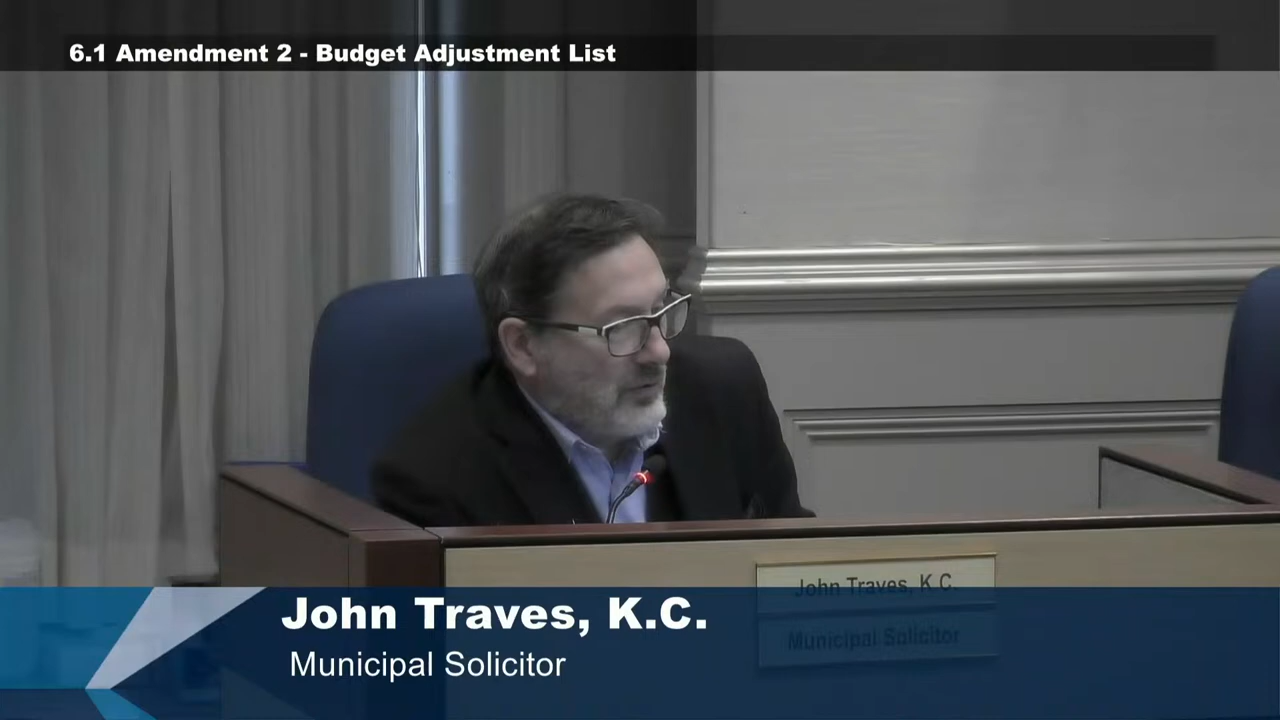 6.1 Amendment 2 - Budget Adjustment List
John Traves, K.C.
John Traves, K.C.
Municipal Solicitor
Municipal Solicitor